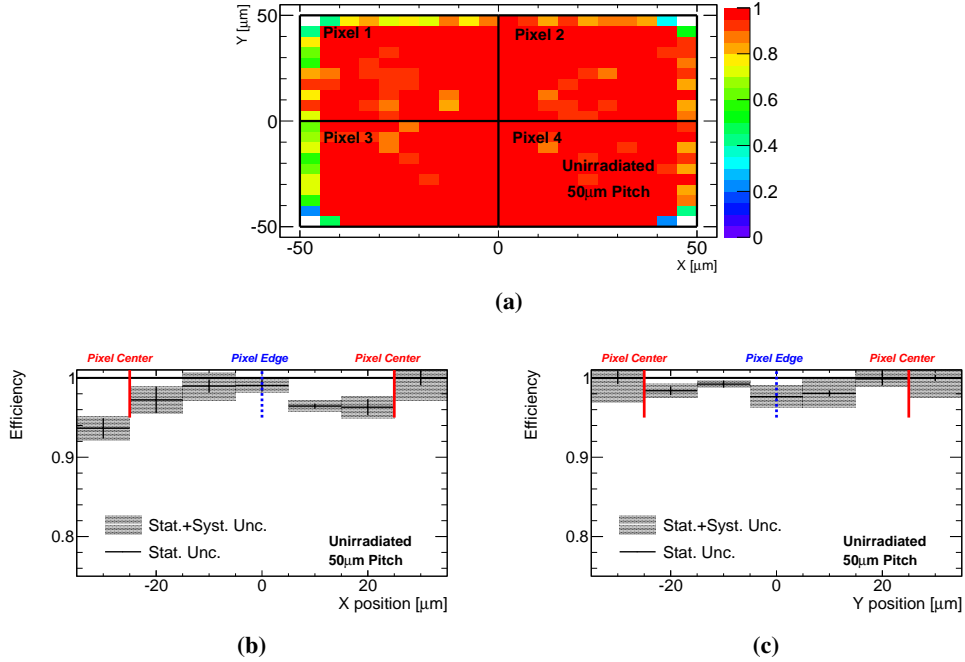 Y [μm]
50
0
-50
Pixel 1
Pixel 2
Pixel 3
Pixel 4
Unirradiated
50μm Pitch
-50
0
50
X [μm]
1
0.8
0.6
0.4
0.2
0
(a)
Pixel Center
Pixel Edge
Pixel Center
Efficiency
1
0.9
0.8
Stat.+Syst. Unc.
Stat. Unc.
Unirradiated
50μm Pitch
-20
0
20
X position [μm]
(b)
Pixel Center
Pixel Edge
Pixel Center
Efficiency
1
0.9
0.8
Stat.+Syst. Unc.
Stat. Unc.
Unirradiated
50μm Pitch
-20
0
20
Y position [μm]
(c)